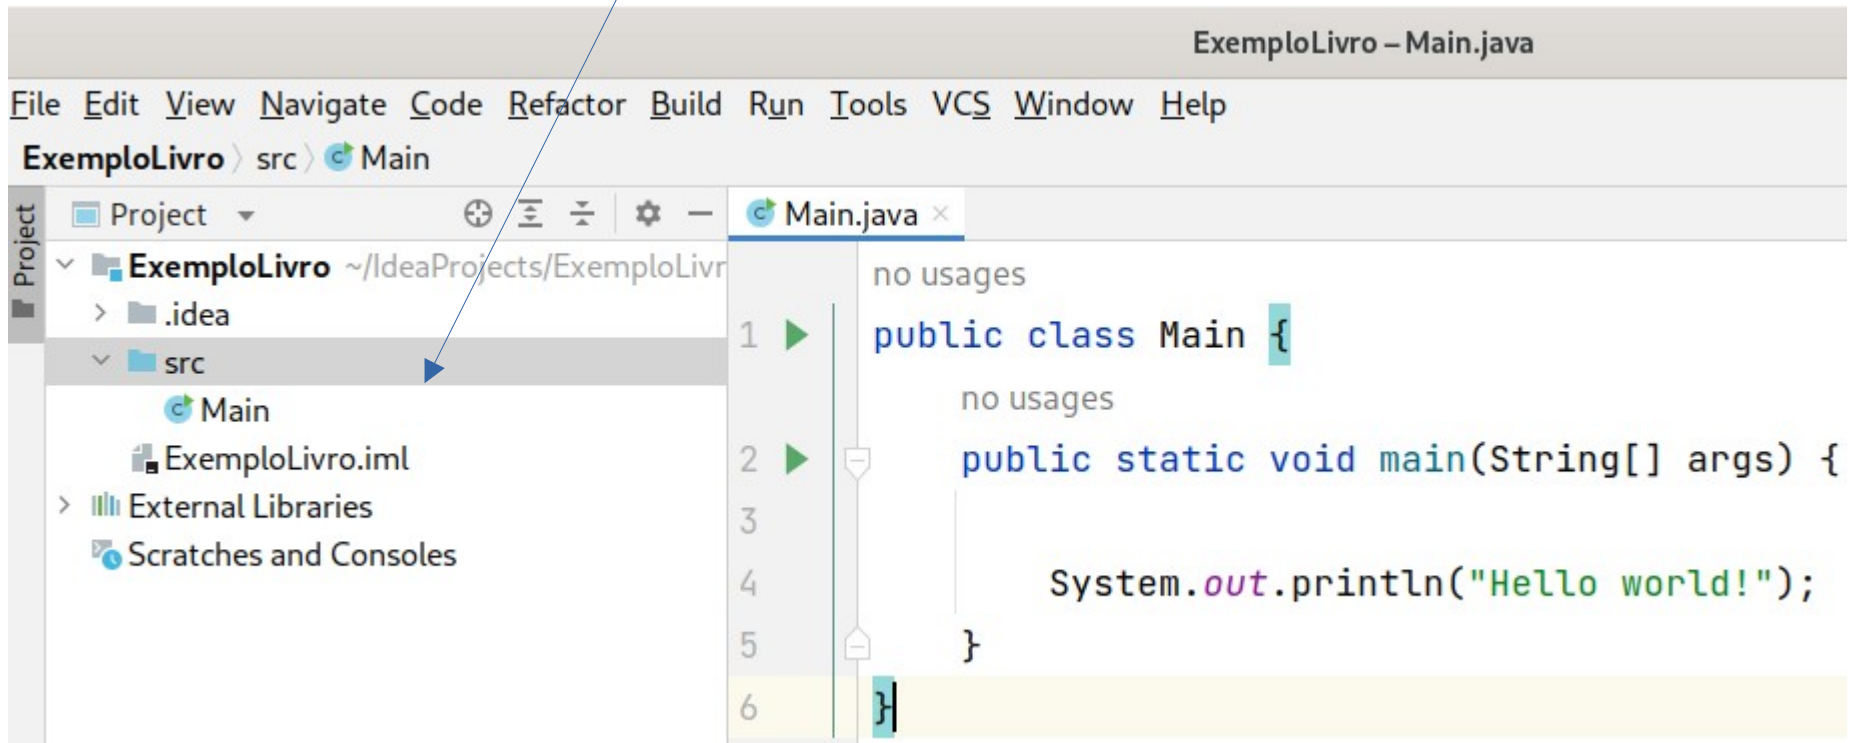 ExemploLivro – Main.java
File Edit View Navigate Code Refactor Build Run Tools VCS Window Help
ExemploLivro src Main
Project
Project
ExemploLivro ~/IdeaProjects/ExemploLivr
.idea
src
Main
ExemploLivro.iml
External Libraries
Scratches and Consoles
Main.java
no usages
1 public class Main {
no usages
2 public static void main(String[] args) {
3
4 System.out.println("Hello world!");
5 }
6 }